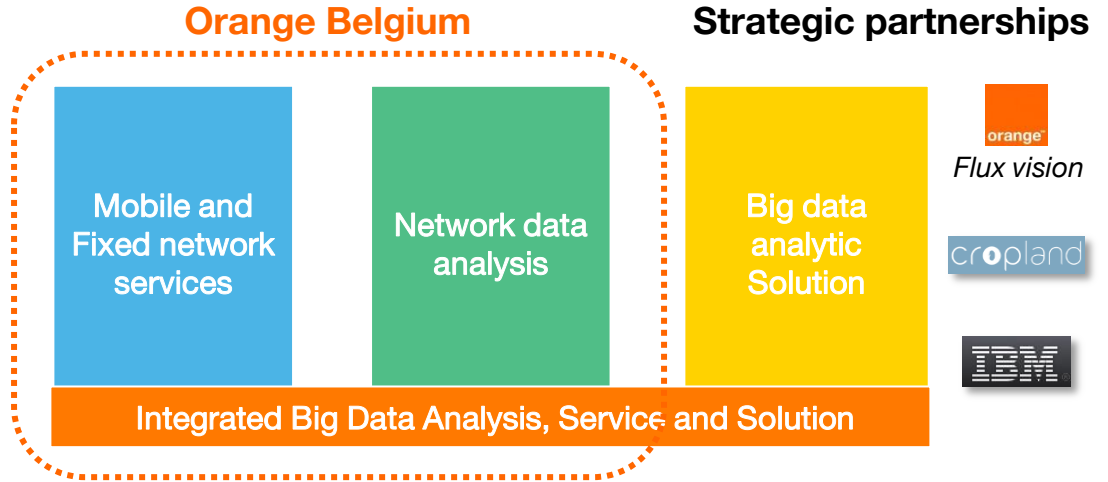 Orange Belgium
Strategic partnerships
Mobile and
Fixed network
services
Network data
analysis
Big data
analytic
Solution
orange™
Flux vision
cropland
IBM®
Integrated Big Data Analysis, Service and Solution